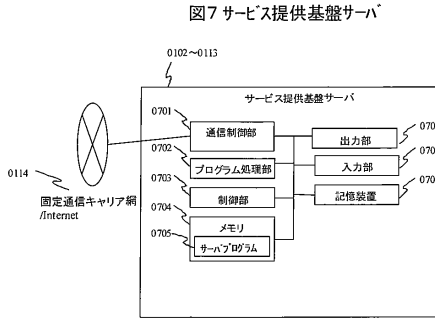 図7 サービス提供基盤サーバ
0102～0113
サービス提供基盤サーバ
0701
通信制御部
出力部
0702
プログラム処理部
入力部
0703
制御部
記憶装置
0704
メモリ
0705
サーバプログラム
0114
固定通信キャリア網
/Internet